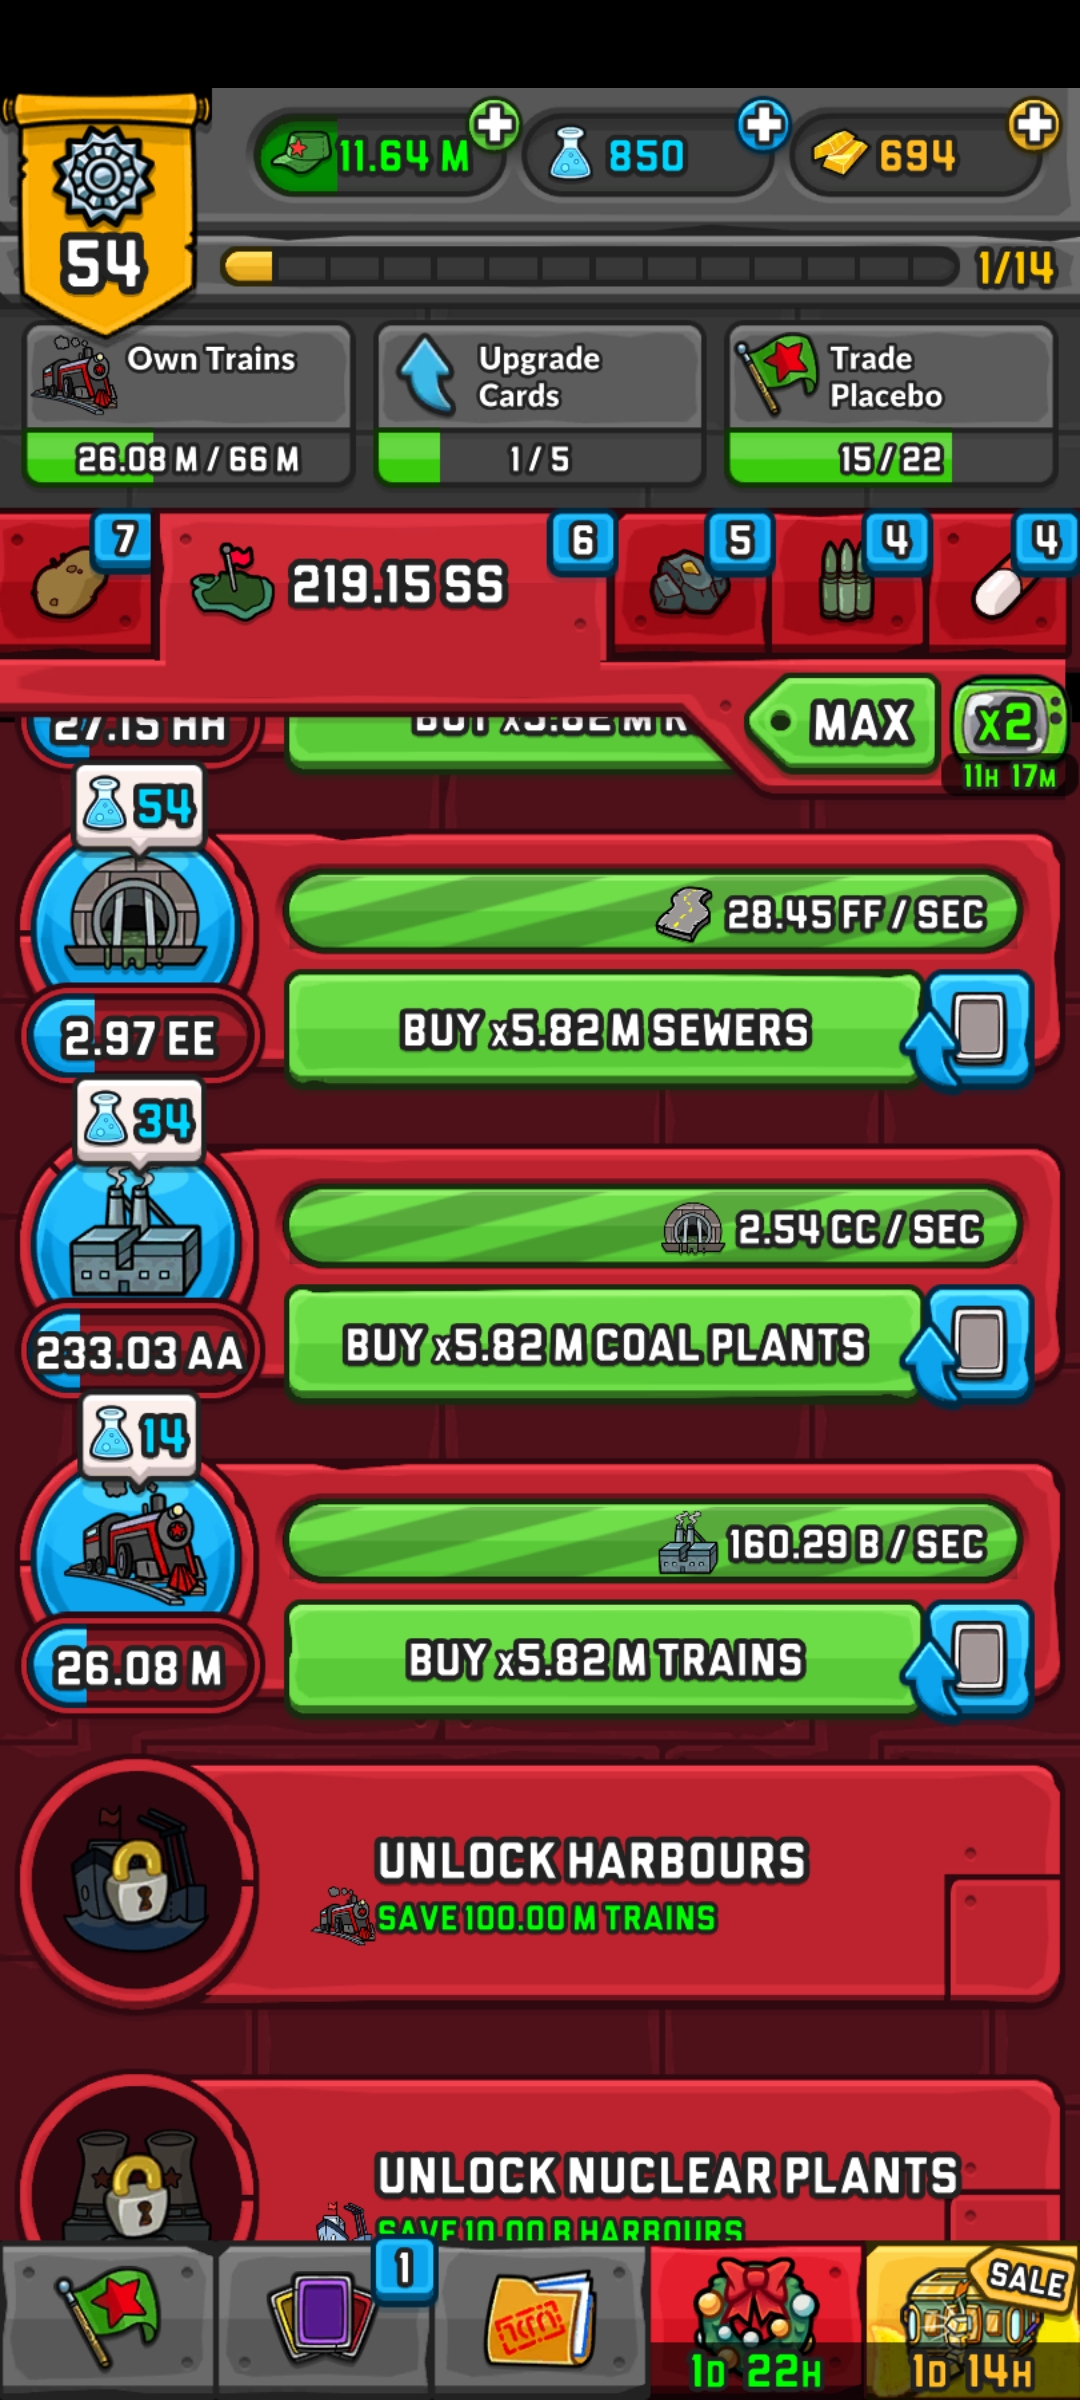 11.64 M
850
694
54
1/14
Own Trains
Upgrade
Cards
Trade
Placebo
26.08 M / 66 M
1 / 5
15 / 22
7
219.15 SS
6
5
4
4
MAX
x2
11H 17M
27.15 HH
54
28.45 FF / SEC
BUY x5.82 M SEWERS
2.97 EE
34
2.54 CC / SEC
BUY x5.82 M COAL PLANTS
233.03 AA
14
160.29 B / SEC
BUY x5.82 M TRAINS
26.08 M
UNLOCK HARBOURS
SAVE 100.00 M TRAINS
UNLOCK NUCLEAR PLANTS
SAVE 10.00 B HARBOURS
1
SALE
1D 22H
1D 14H